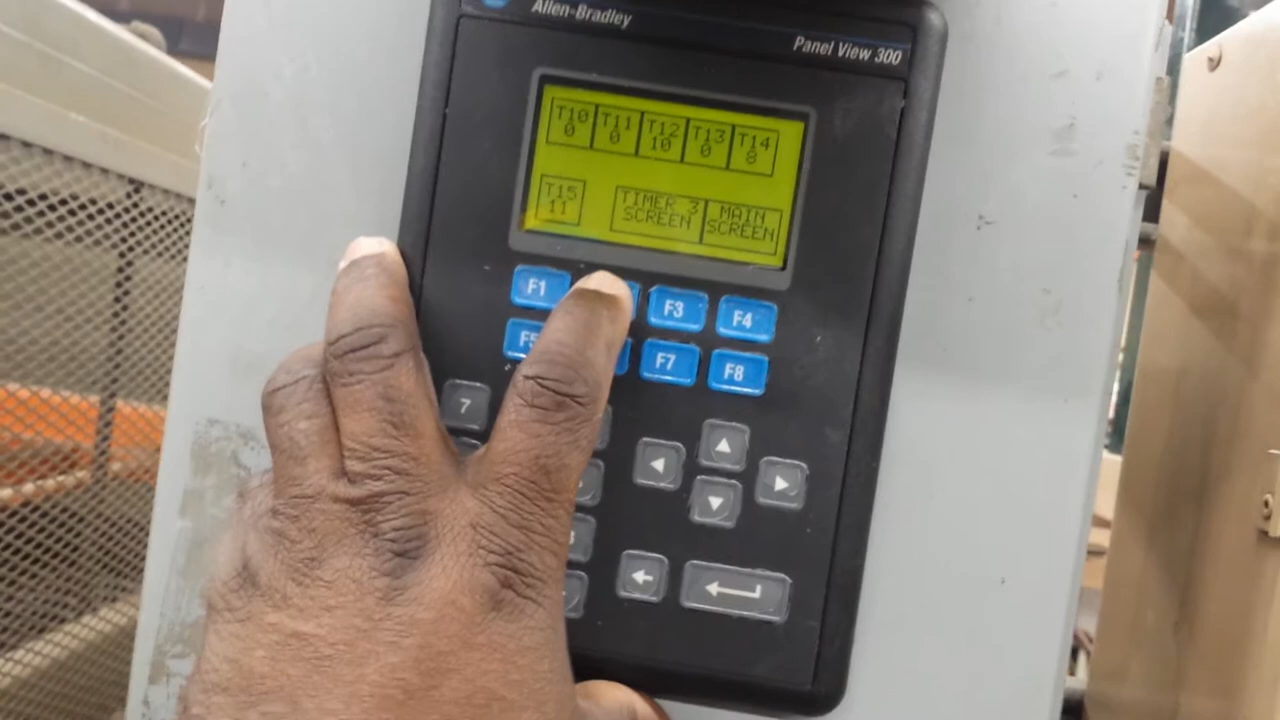 Allen-Bradley
Panel View 300
T10 T11 T12 T13 T14
0 0 10 0 8
T15
11
TIMER 3
SCREEN
MAIN
SCREEN
F1 F3 F4
F5 F7 F8
7